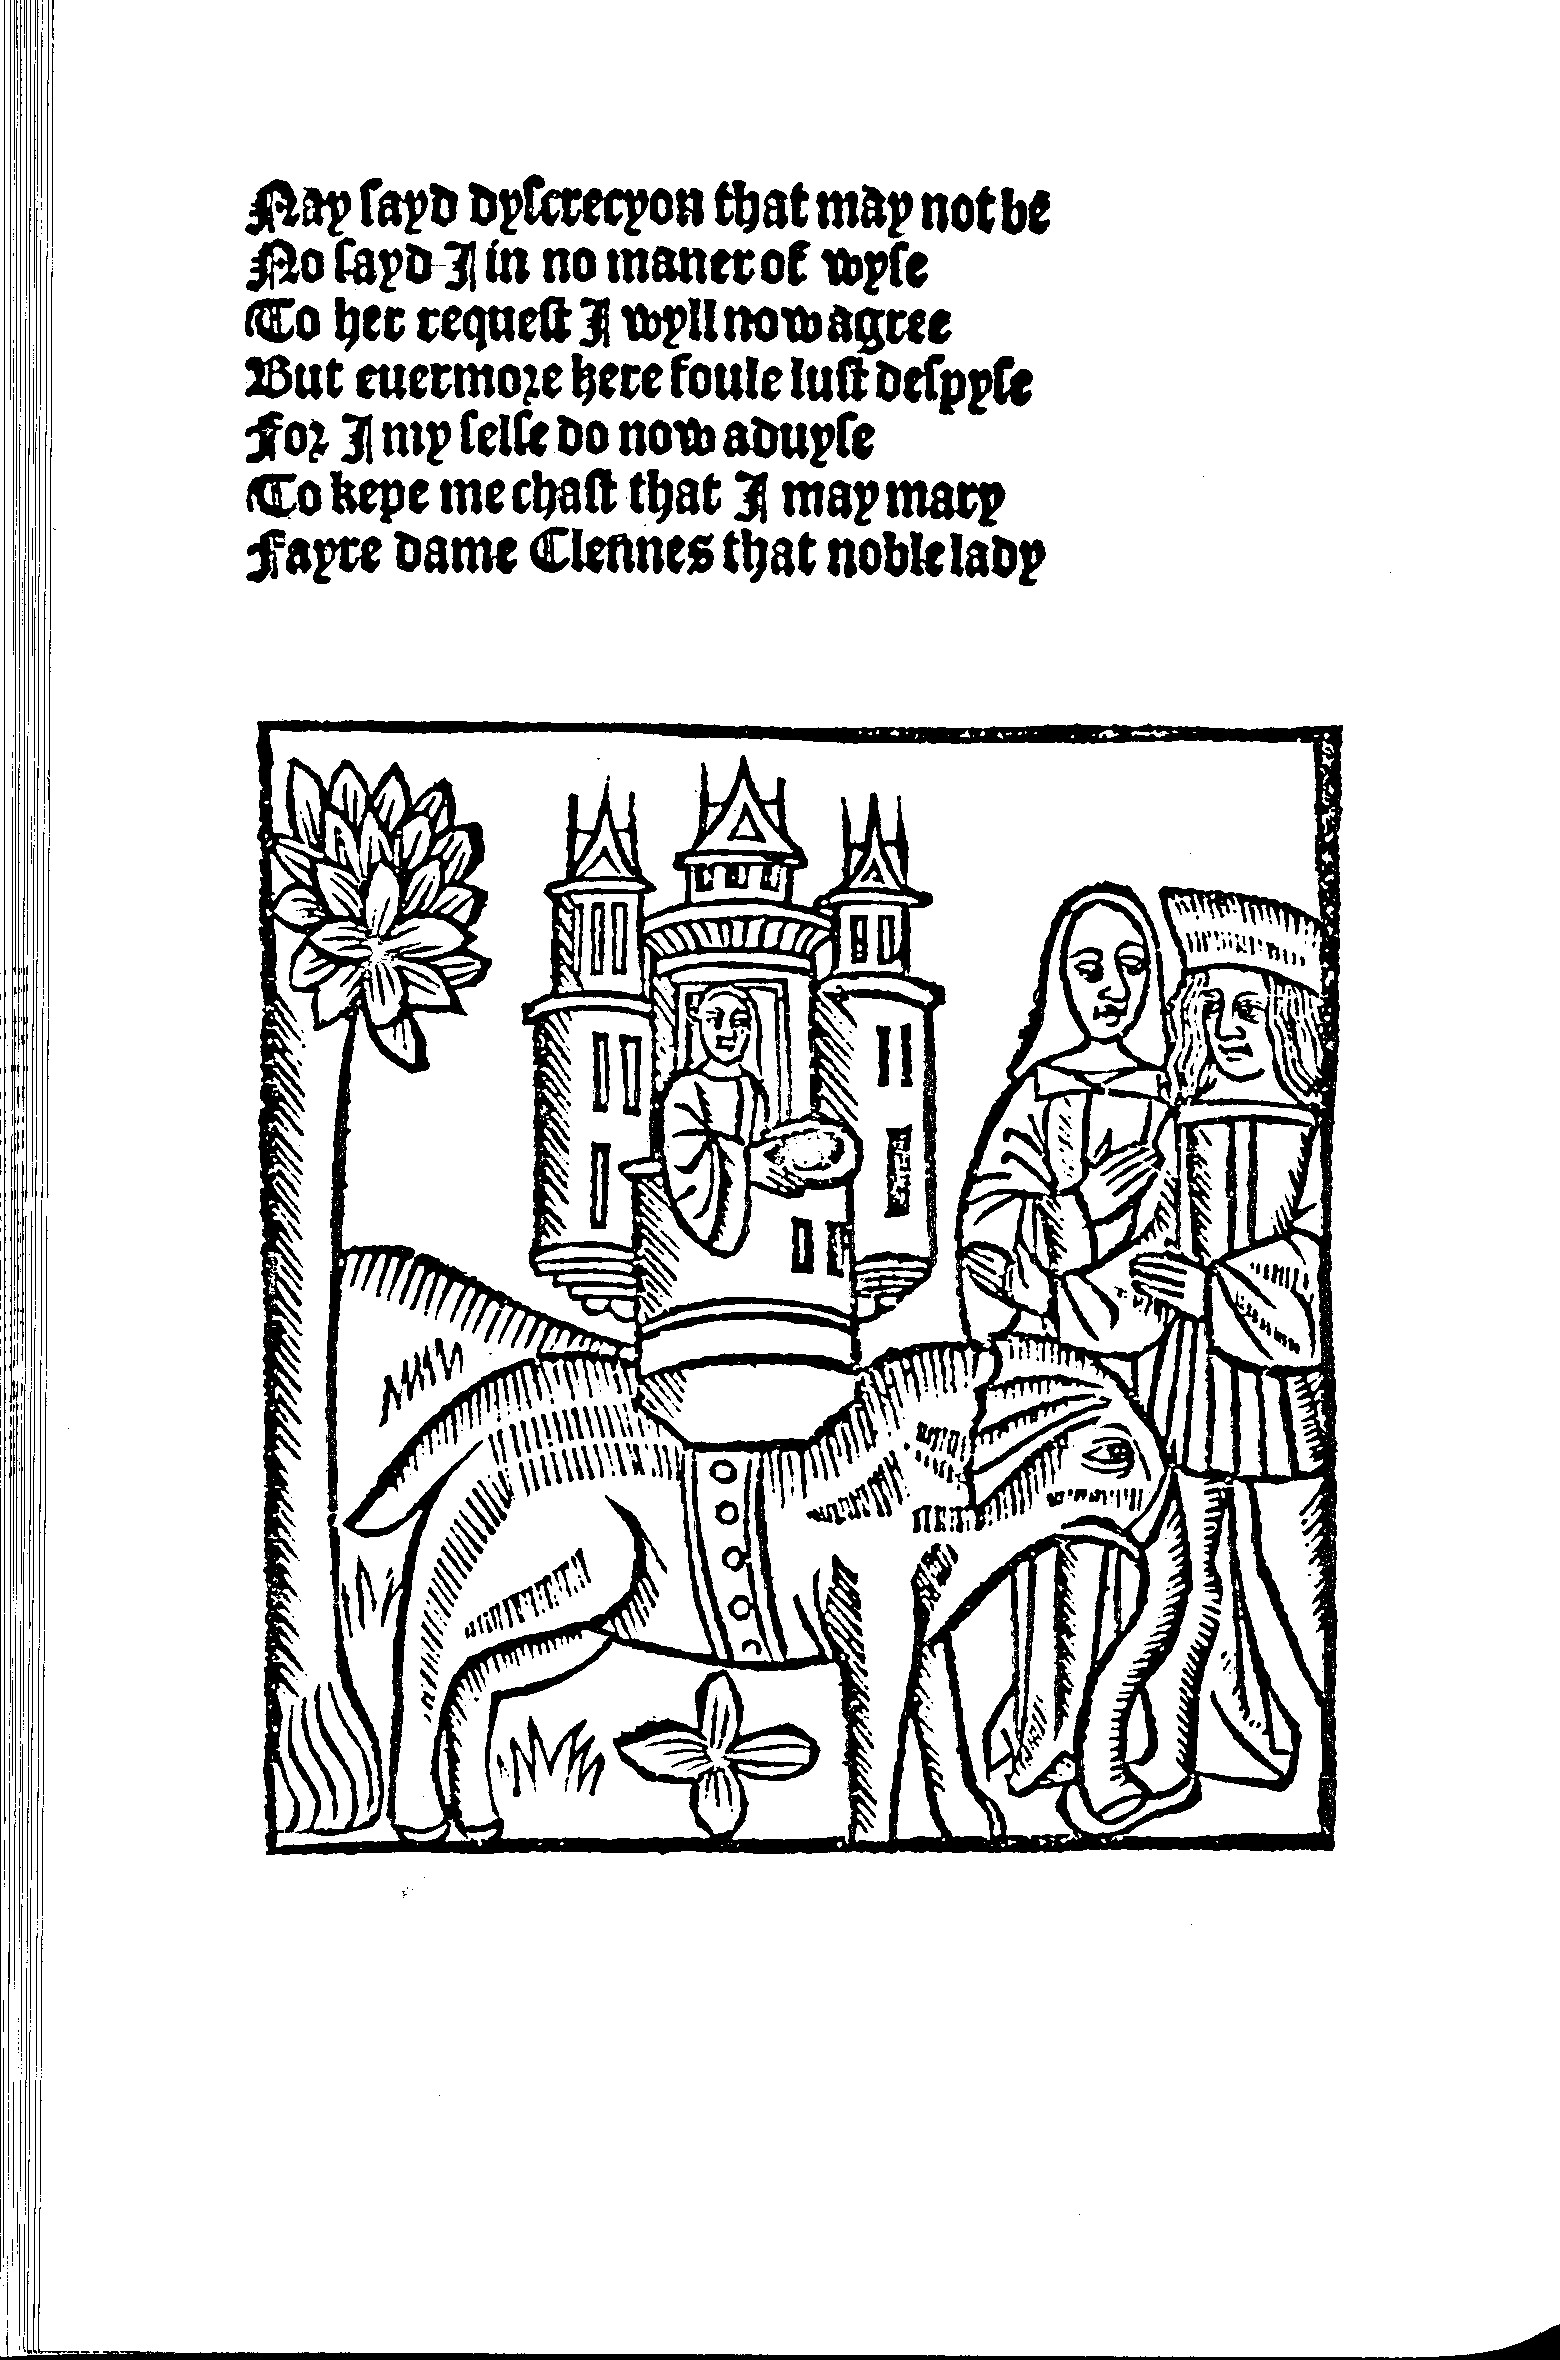 Nay sayd dyscrecyon that may not be
No sayd I in no maner of wyse
To her request I wyll now agree
But euermore here foule lust despyse
For I my selfe do now aduyse
To kepe me chast that I may mary
Fayre dame Clennes that noble lady